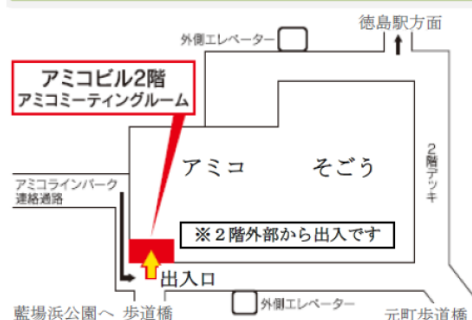 徳島駅方面
外側エレベーター
アミコビル2階
アミコミーティングルーム
アミコ そごう
2階デッキ
アミコラインパーク
連絡通路
※2階外部から出入です
出入口
外側エレベーター
藍場浜公園へ 歩道橋
元町歩道橋